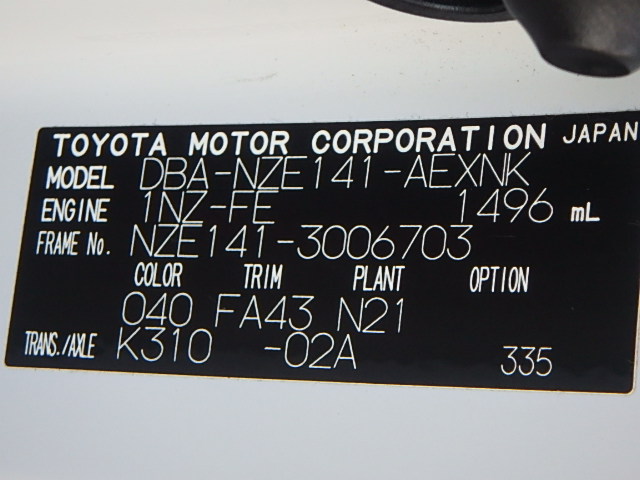 TOYOTA MOTOR CORPORATION JAPAN
MODEL DBA-NZE141-AEXNK
ENGINE 1NZ-FE 1496 mL
FRAME No. NZE141-3006703
COLOR TRIM PLANT OPTION
040 FA43 N21
TRANS./AXLE K310 -02A 335